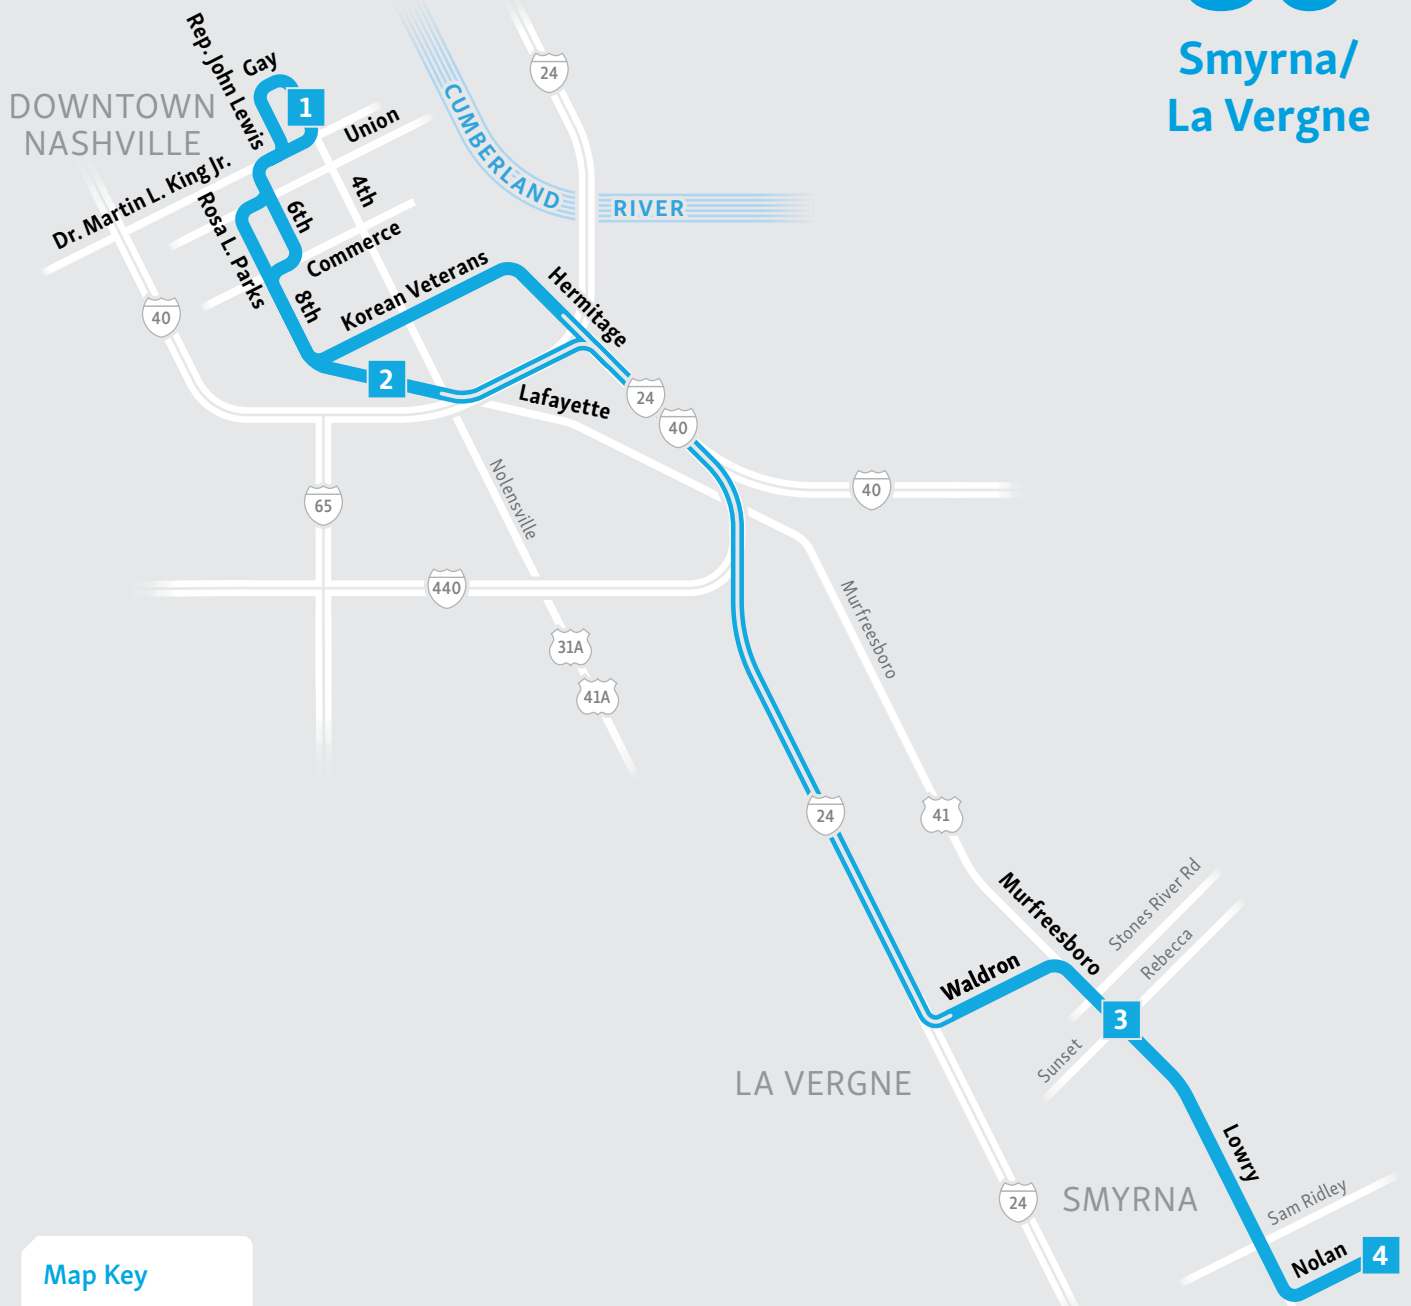 Smyrna/
La Vergne
DOWNTOWN
NASHVILLE
Rep. John Lewis
Gay
1
Union
Dr. Martin L. King Jr.
Rosa L. Parks
6th
4th
Commerce
8th
Korean Veterans
Hermitage
CUMBERLAND
RIVER
24
40
2
Lafayette
24
40
40
65
Nolensville
440
31A
41A
Murfreesboro
41
24
Murfreesboro
Stones River Rd
Rebecca
Waldron
3
Sunset
LA VERGNE
Lowry
SMYRNA
24
Sam Ridley
Nolan
4
Map Key